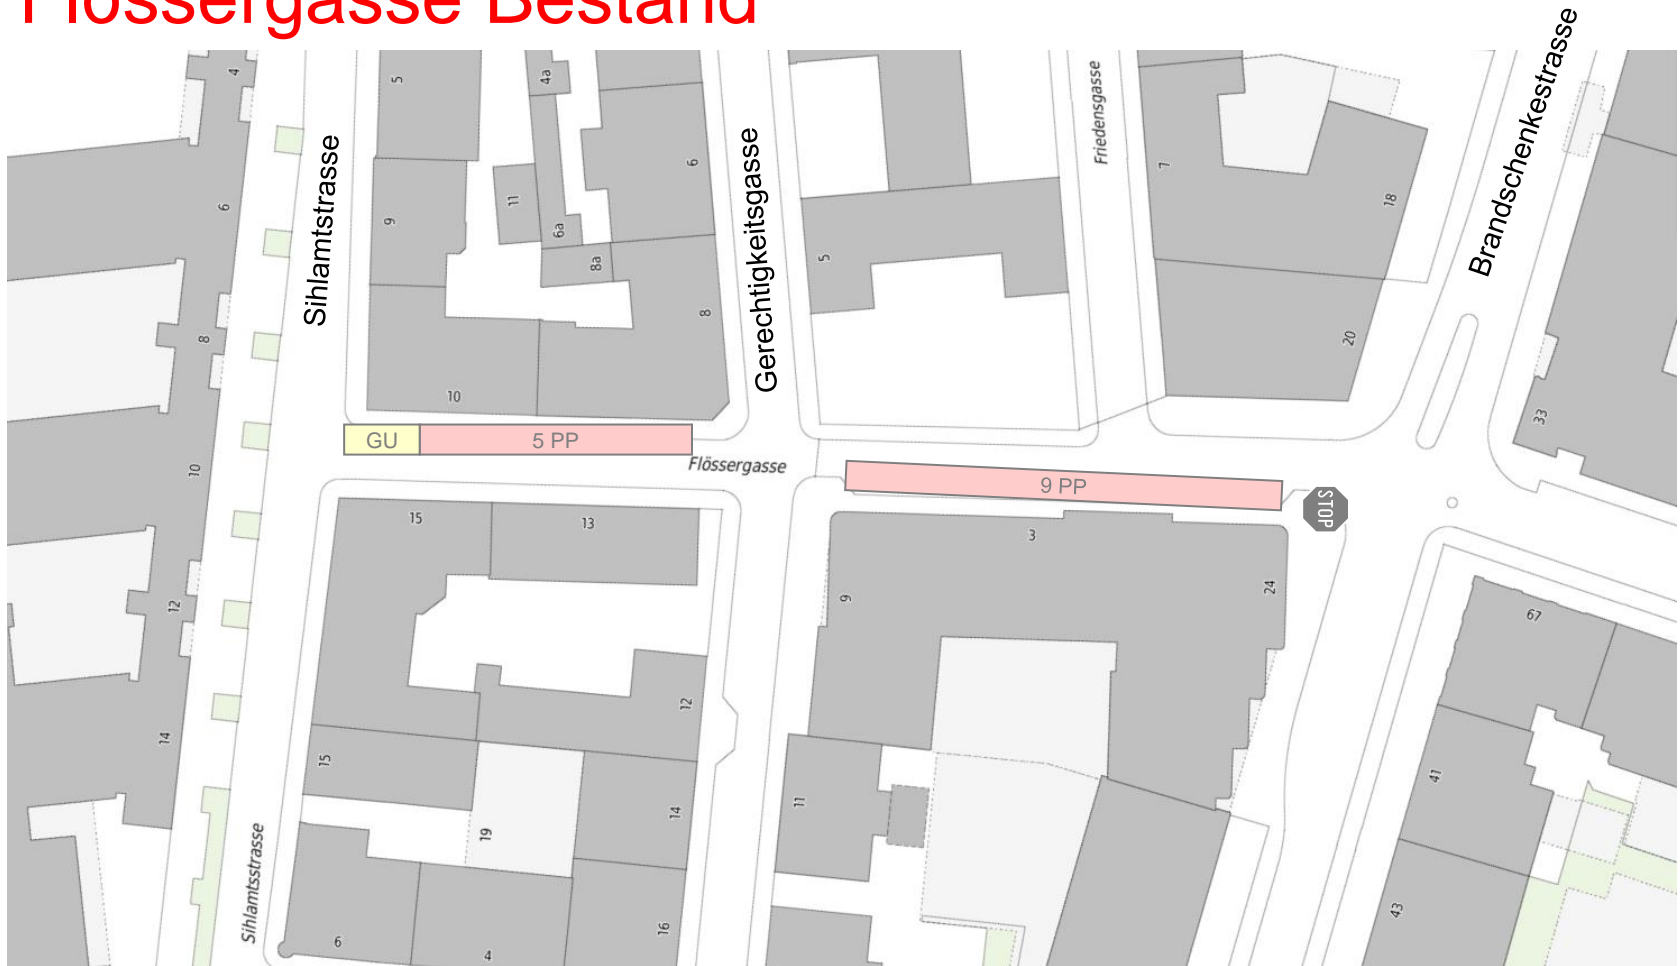 Flössergasse Bestand
Sihlamtstrasse
Gerechtigkeitsgasse
Friedensgasse
Brandschenkestrasse
4
6
8
10
12
14
5
9
10
11
4a
6a
8a
6
8
5
7
18
20
33
GU
5 PP
Flössergasse
9 PP
STOP
15
13
3
9
24
67
12
15
19
14
11
41
43
Sihlamtsstrasse
6
4
16